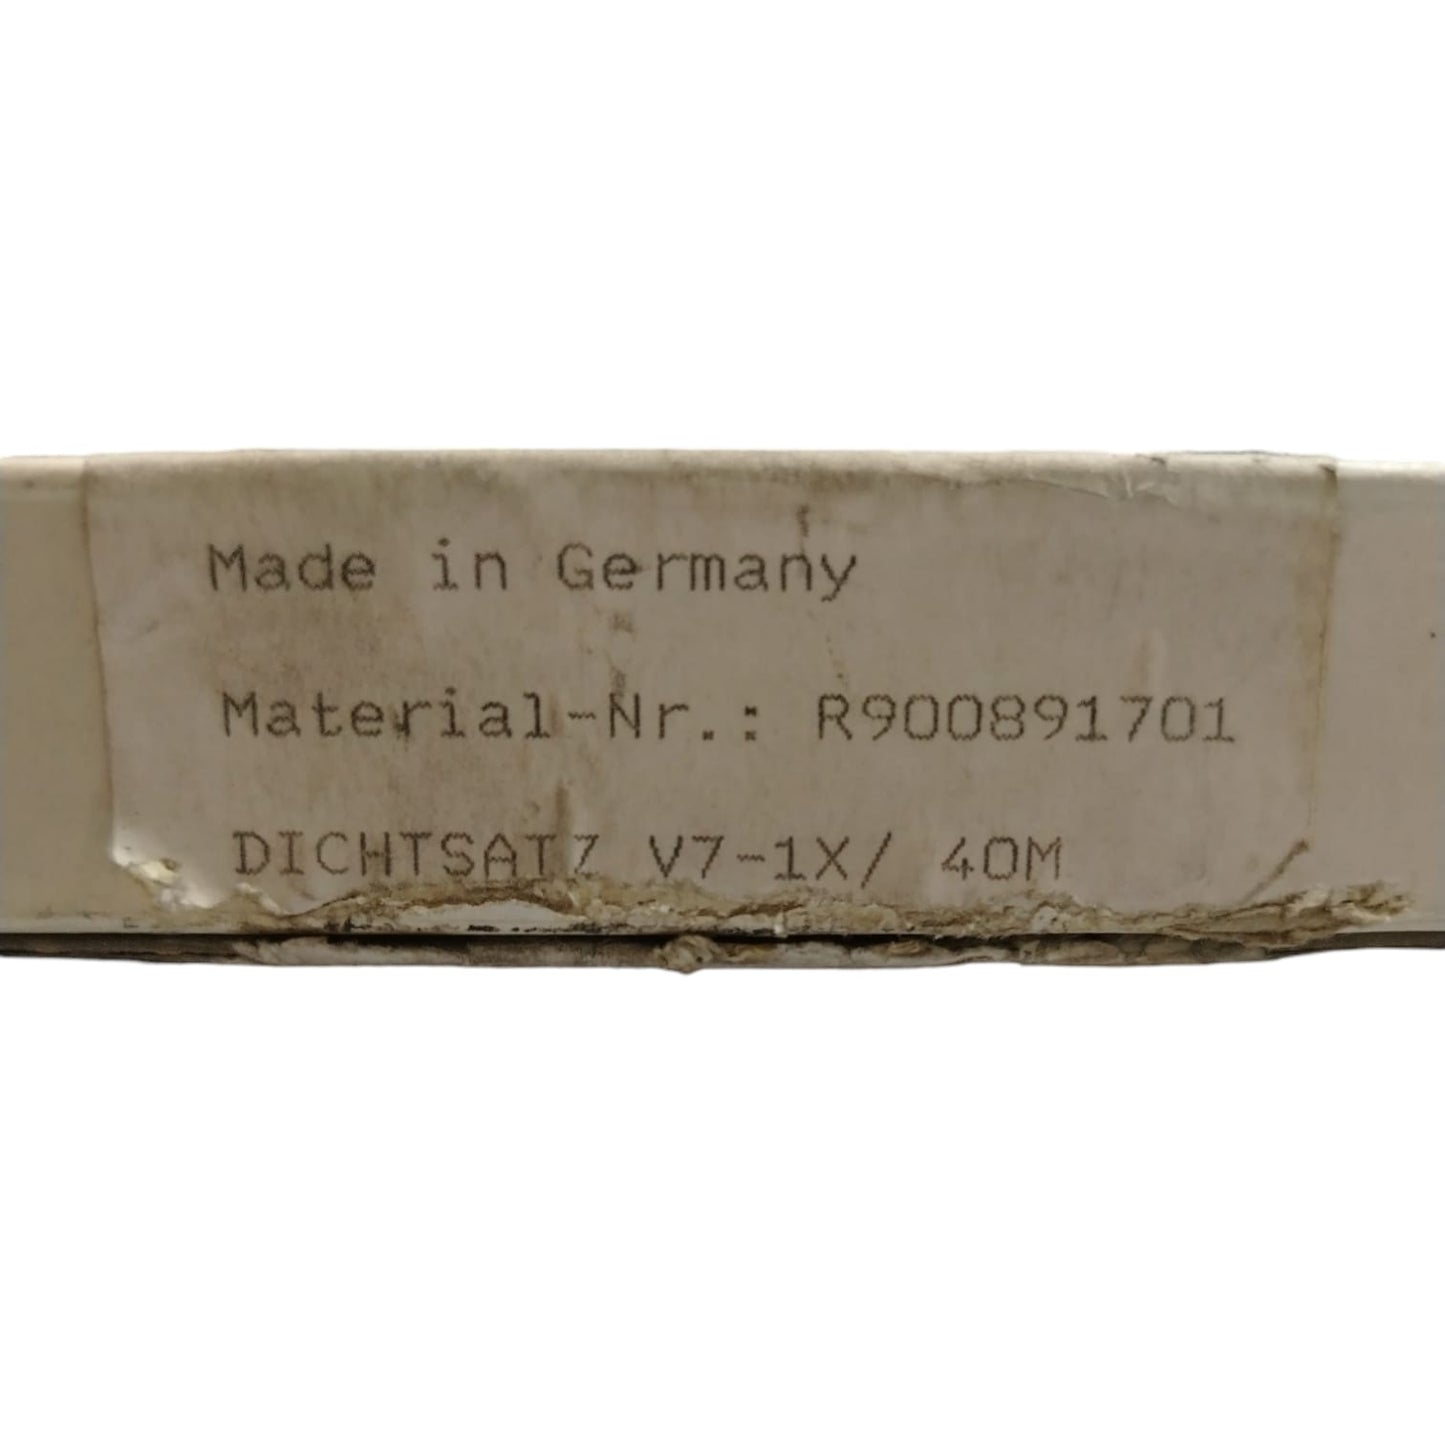 Made in Germany
Material-Nr.: R900891701
DICHTSATZ V7-1X/ 40M